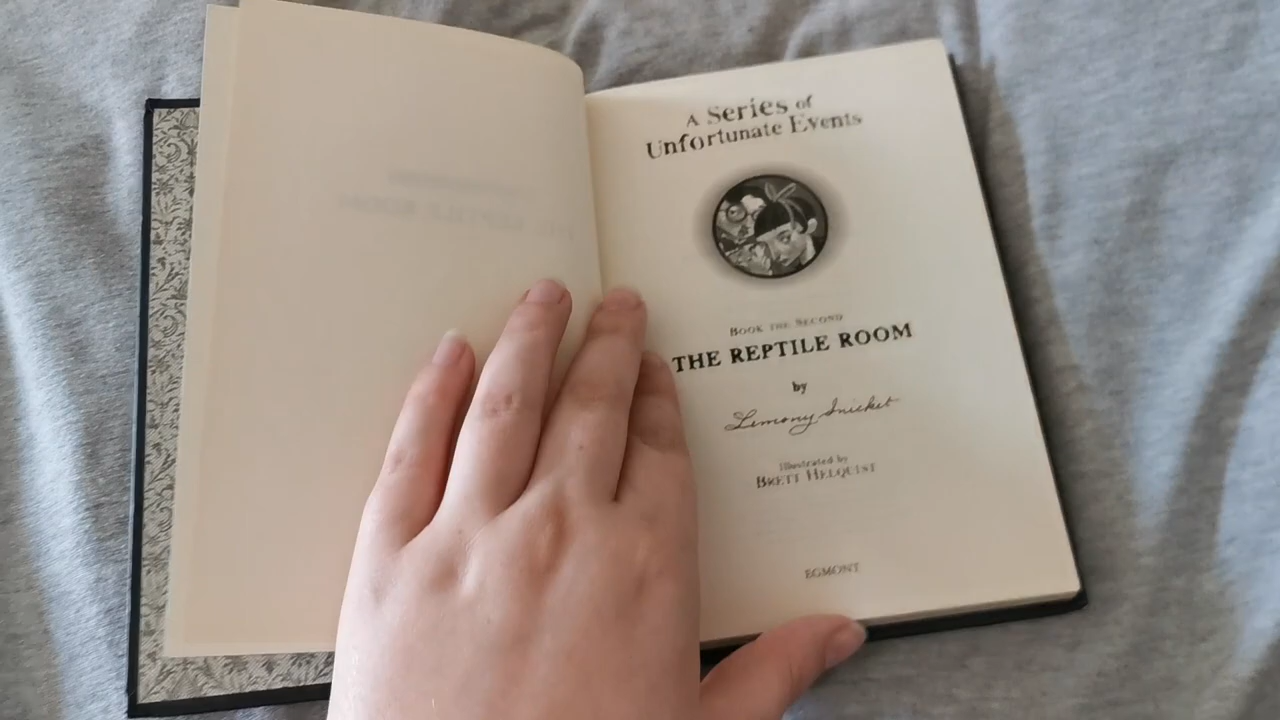 A Series of
Unfortunate Events
Book the Second
THE REPTILE ROOM
by
Lemony Snicket
Illustrated by
Brett Helquist
EGMONT